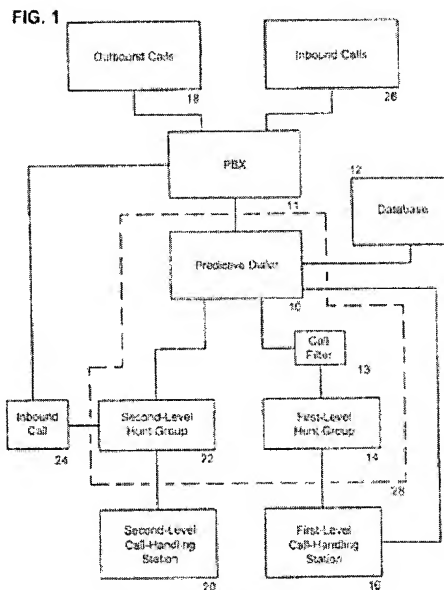 FIG. 1
Outbound Calls
18
Inbound Calls
26
PBX
11
12
Database
Predictive Dialer
10
Call
Filter
13
Inbound
Call
24
Second-Level
Hunt Group
22
First-Level
Hunt Group
14
28
Second-Level
Call-Handling
Station
20
First-Level
Call-Handling
Station
16